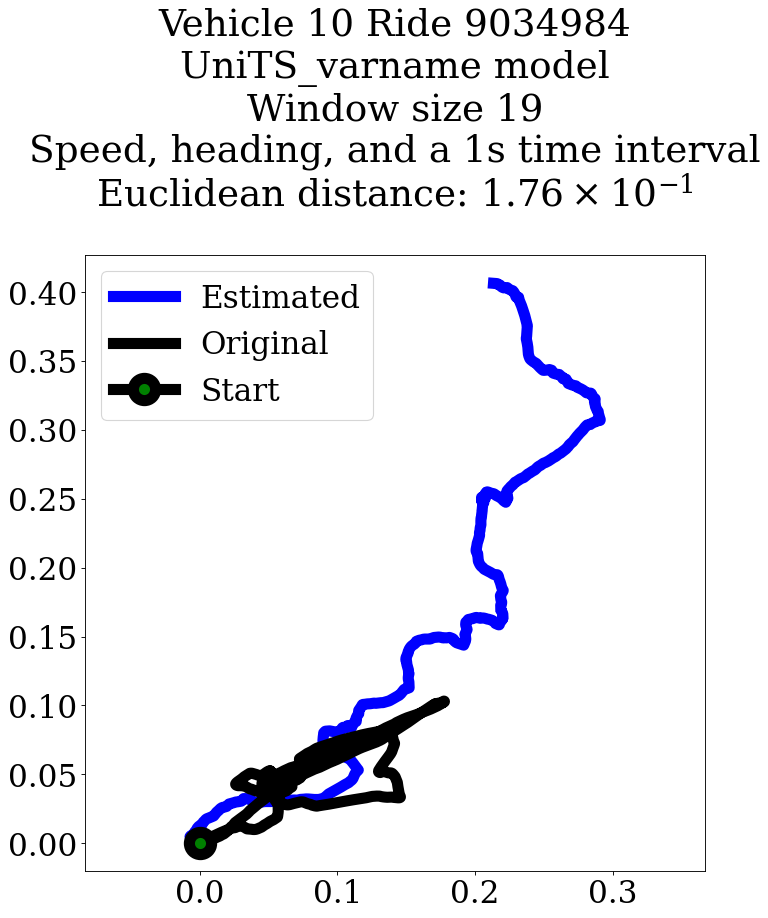 Vehicle 10 Ride 9034984
UniTS_varname model
Window size 19
Speed, heading, and a 1s time interval
Euclidean distance: 1.76 × 10⁻¹
Estimated
Original
Start
0.40
0.35
0.30
0.25
0.20
0.15
0.10
0.05
0.00
0.0 0.1 0.2 0.3